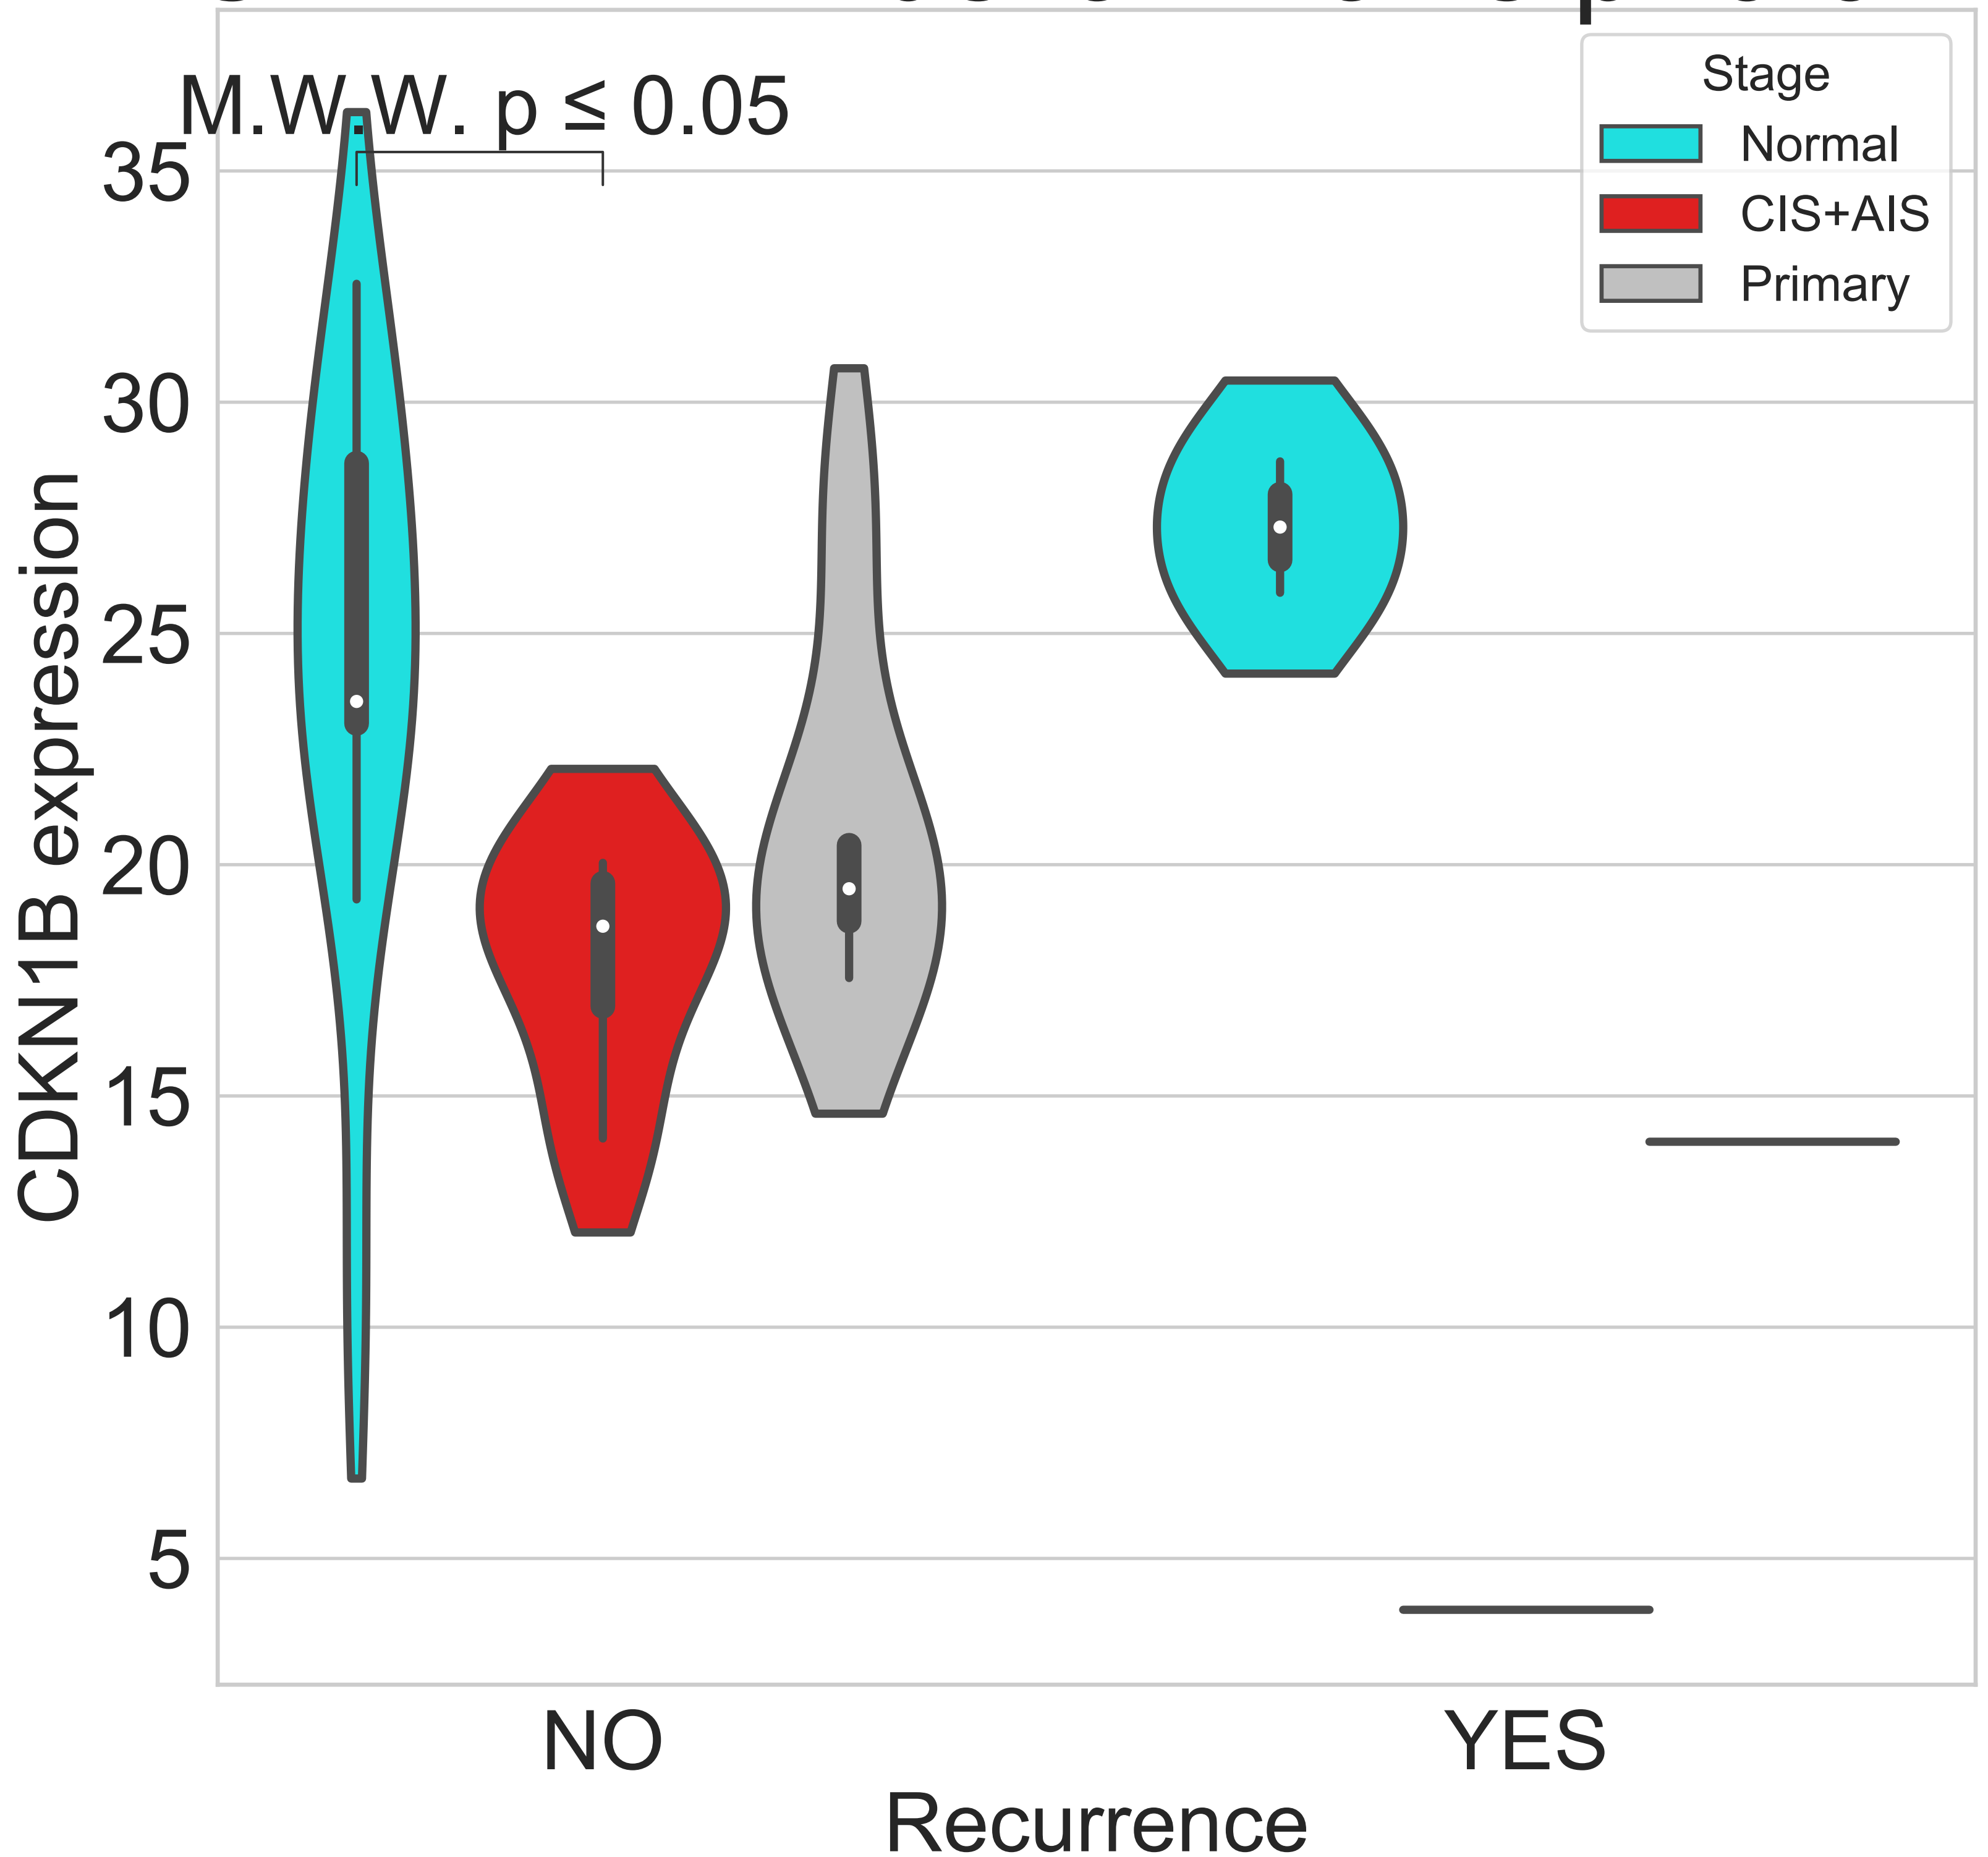 M.W.W. p ≤ 0.05
Stage
Normal
CIS+AIS
Primary
35
30
25
20
15
10
5
CDKN1B expression
NO
YES
Recurrence